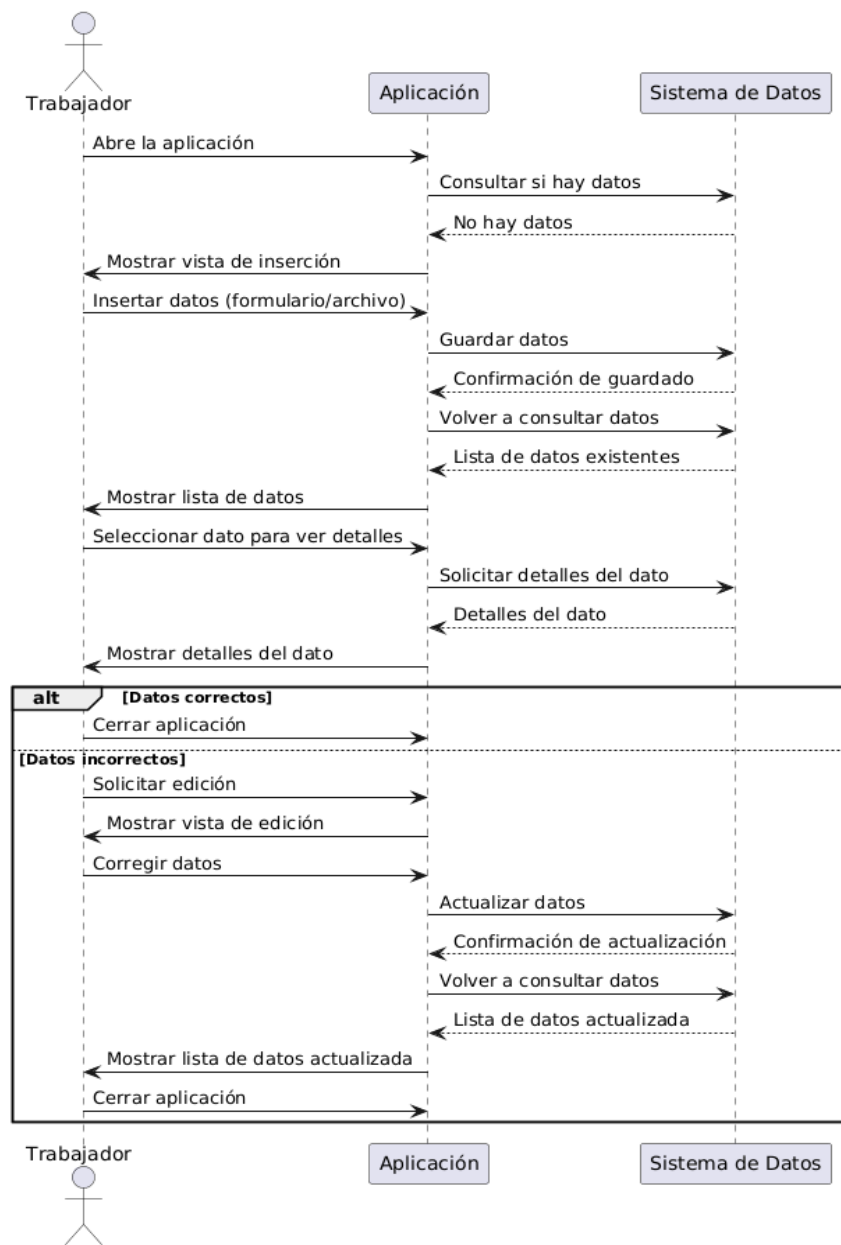 Trabajador
Aplicación
Sistema de Datos
Abre la aplicación
Consultar si hay datos
No hay datos
Mostrar vista de inserción
Insertar datos (formulario/archivo)
Guardar datos
Confirmación de guardado
Volver a consultar datos
Lista de datos existentes
Mostrar lista de datos
Seleccionar dato para ver detalles
Solicitar detalles del dato
Detalles del dato
Mostrar detalles del dato
alt [Datos correctos]
Cerrar aplicación
[Datos incorrectos]
Solicitar edición
Mostrar vista de edición
Corregir datos
Actualizar datos
Confirmación de actualización
Volver a consultar datos
Lista de datos actualizada
Mostrar lista de datos actualizada
Cerrar aplicación
Trabajador
Aplicación
Sistema de Datos